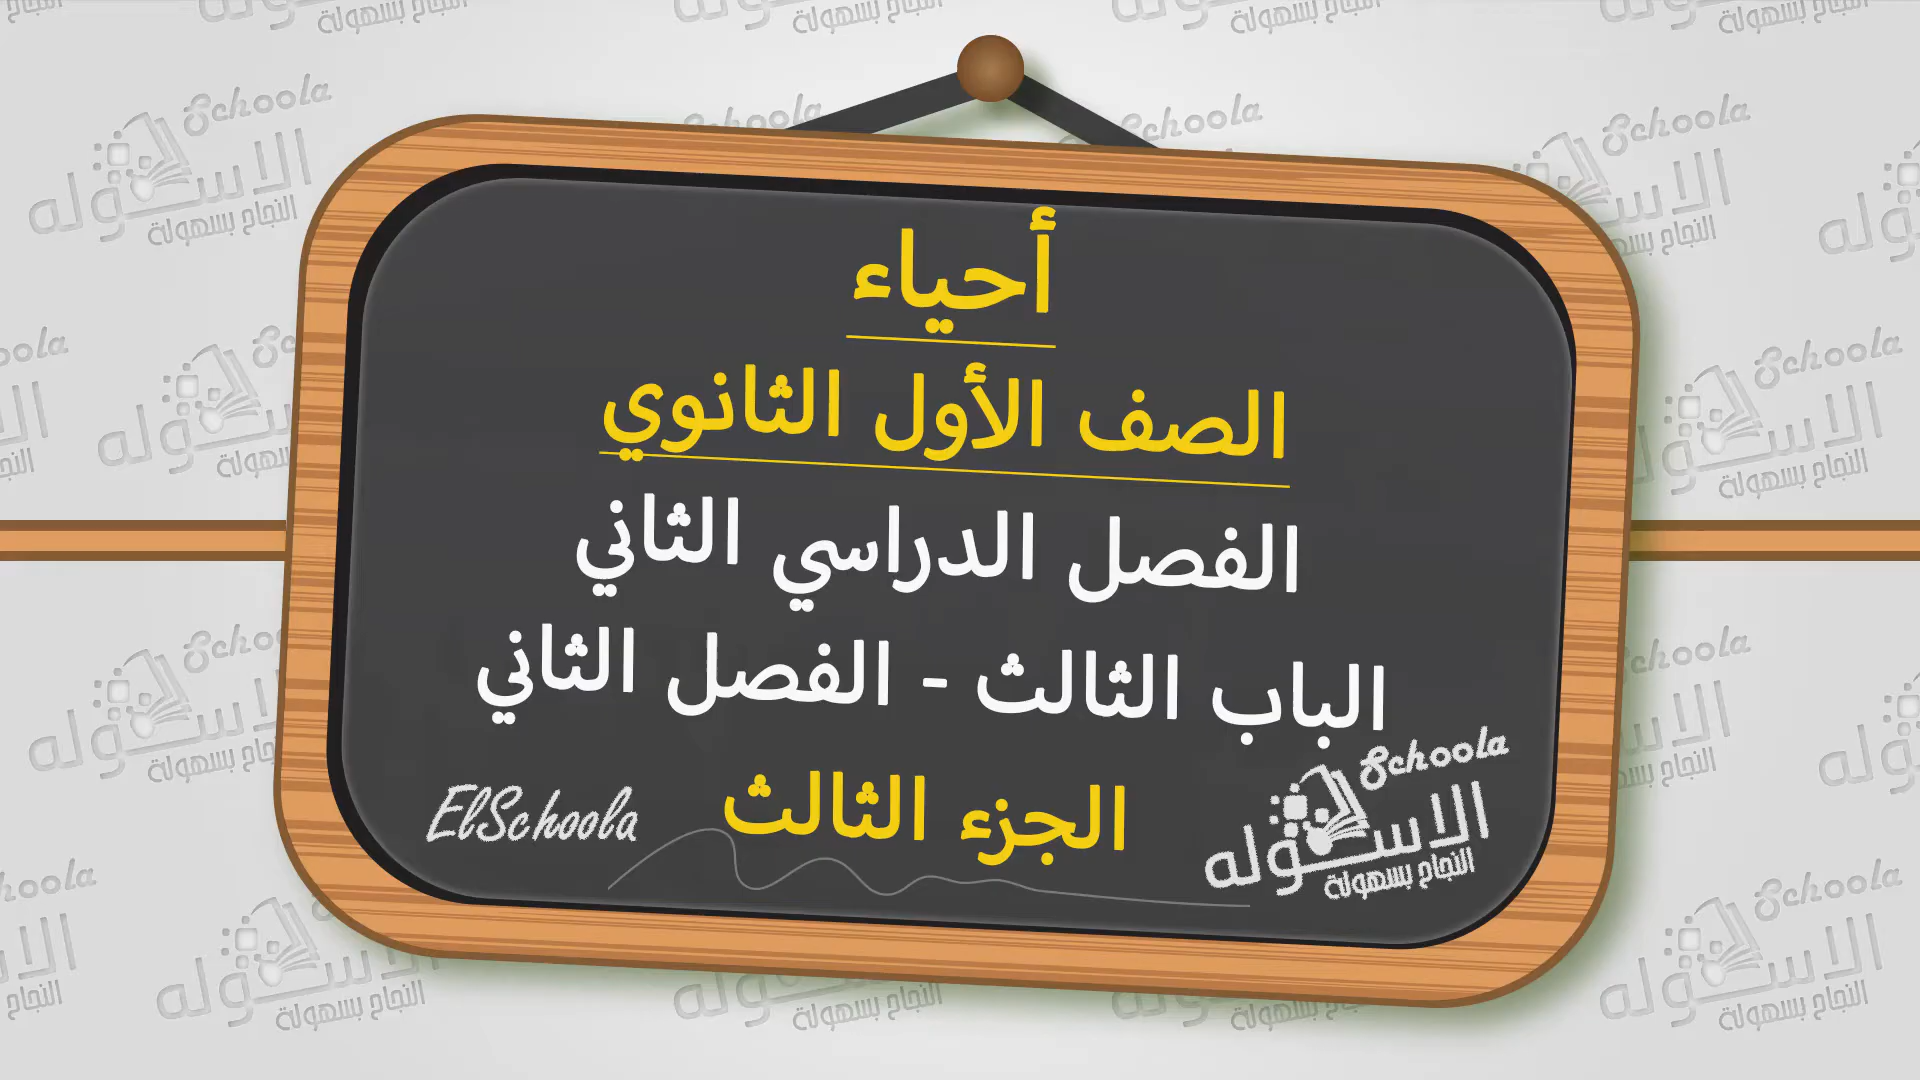 أحياء
الصف الأول الثانوي
الفصل الدراسي الثاني
الباب الثالث - الفصل الثاني
الجزء الثالث
ElSchoola
Schoola
الاسكوله
النجاح بسهولة